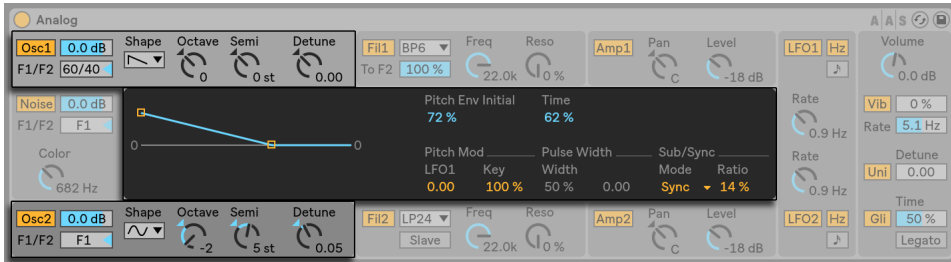 Analog
AAS
Osc1 0.0 dB Shape Octave Semi Detune
F1/F2 60/40 0 0 st 0.00
Fil1 BP6 Freq Reso
To F2 100 % 22.0k 0 %
Amp1 Pan Level
C -18 dB
LFO1 Hz
Volume
0.0 dB
Noise 0.0 dB
F1/F2 F1
Color
682 Hz
Pitch Env Initial Time
72 % 62 %
0 0
Pitch Mod Pulse Width Sub/Sync
LFO1 Key Width Mode Ratio
0.00 100 % 50 % 0.00 Sync 14 %
Rate
0.9 Hz
Rate
0.9 Hz
Vib 0 %
Rate 5.1 Hz
Detune
Uni 0.00
Osc2 0.0 dB Shape Octave Semi Detune
F1/F2 F1 -2 5 st 0.05
Fil2 LP24 Freq Reso
Slave 22.0k 0 %
Amp2 Pan Level
C -18 dB
LFO2 Hz
Time
Gli 50 %
Legato